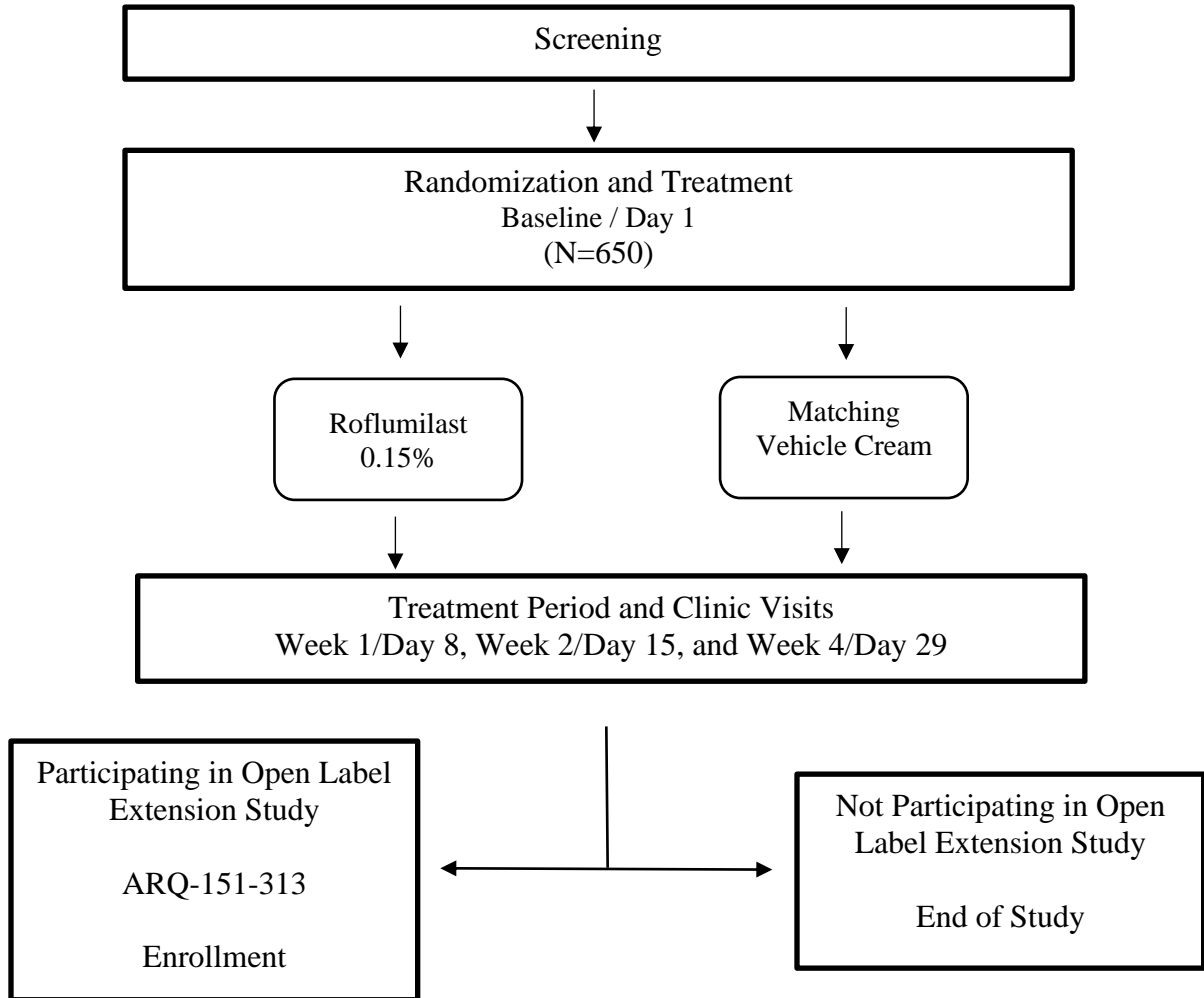 Screening
Randomization and Treatment
Baseline / Day 1
(N=650)
Roflumilast
0.15%
Matching
Vehicle Cream
Treatment Period and Clinic Visits
Week 1/Day 8, Week 2/Day 15, and Week 4/Day 29
Participating in Open Label
Extension Study
ARQ-151-313
Enrollment
Not Participating in Open
Label Extension Study
End of Study